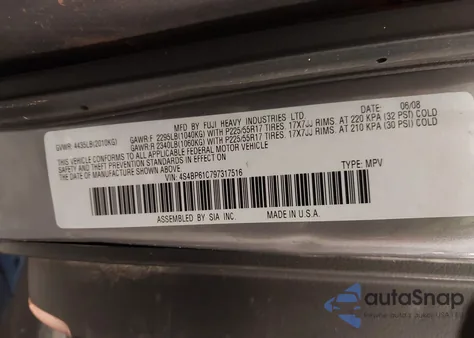 MFD BY FUJI HEAVY INDUSTRIES LTD. DATE: 06/08
GVWR: 4435LB(2010KG) GAWR:F 2295LB(1040KG) WITH P225/55R17 TIRES. 17X7JJ RIMS. AT 220 KPA (32 PSI) COLD
GAWR:R 2340LB(1060KG) WITH P225/55R17 TIRES. 17X7JJ RIMS. AT 210 KPA (30 PSI) COLD
THIS VEHICLE CONFORMS TO ALL APPLICABLE FEDERAL MOTOR VEHICLE
SAFETY AND THEFT PREVENTION STANDARDS IN EFFECT ON
THE DATE OF MANUFACTURE SHOWN ABOVE.
VIN: 4S4BP61C797317516 TYPE: MPV
ASSEMBLED BY SIA INC. MADE IN U.S.A.
autoSnap